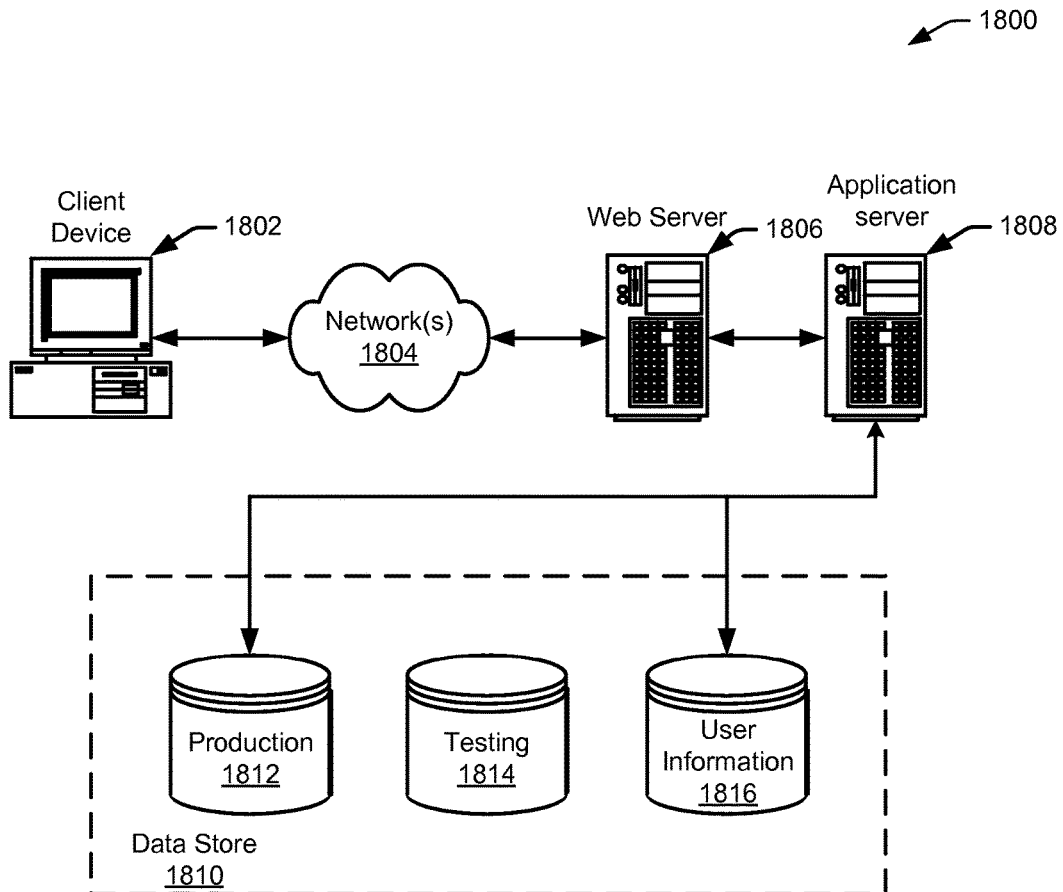 1800
Client
Device
1802
Network(s)
1804
Web Server
1806
Application
server
1808
Production
1812
Testing
1814
User
Information
1816
Data Store
1810